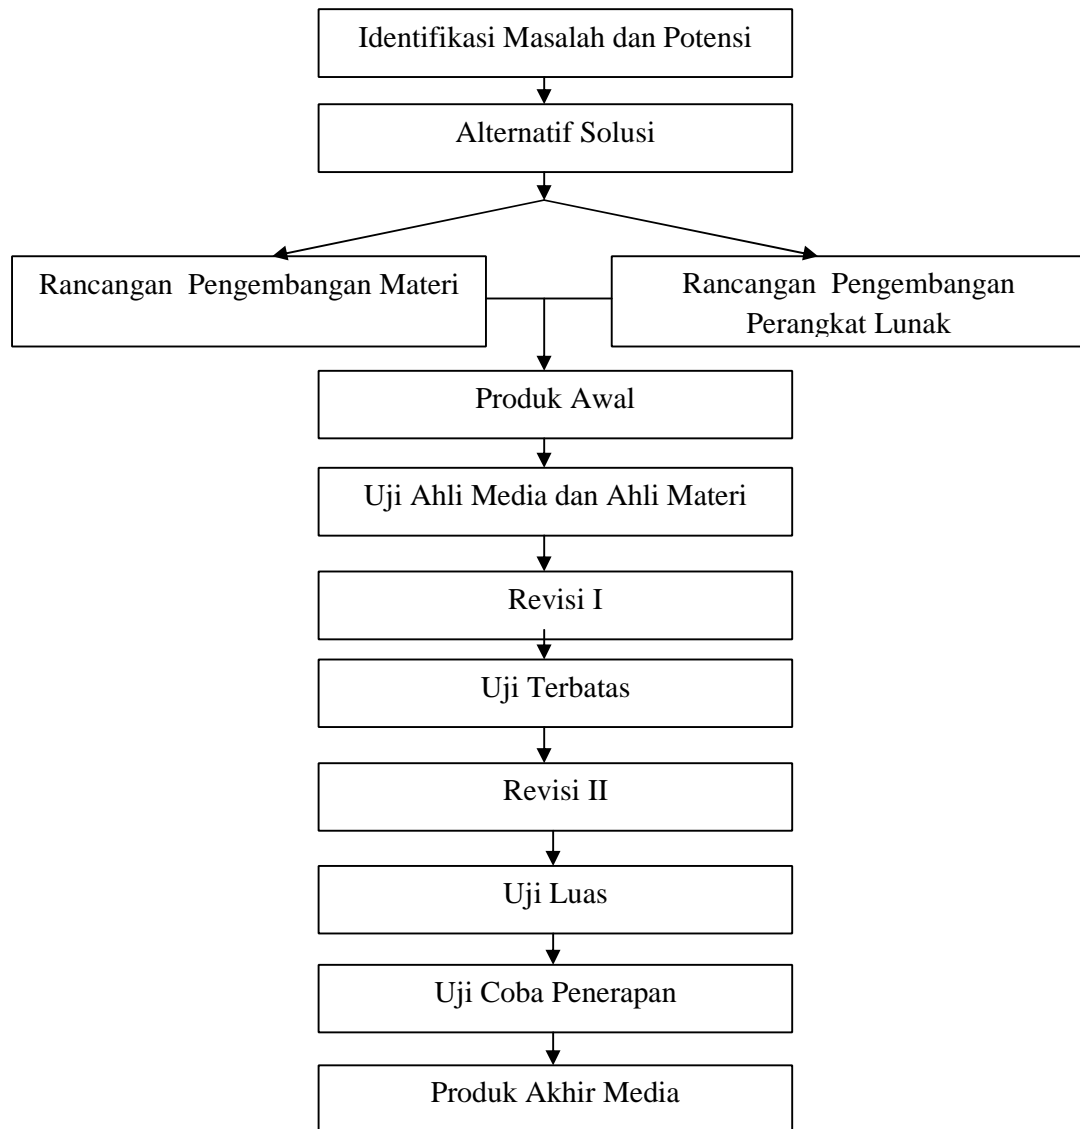 Identifikasi Masalah dan Potensi
Alternatif Solusi
Rancangan Pengembangan Materi
Rancangan Pengembangan
Perangkat Lunak
Produk Awal
Uji Ahli Media dan Ahli Materi
Revisi I
Uji Terbatas
Revisi II
Uji Luas
Uji Coba Penerapan
Produk Akhir Media